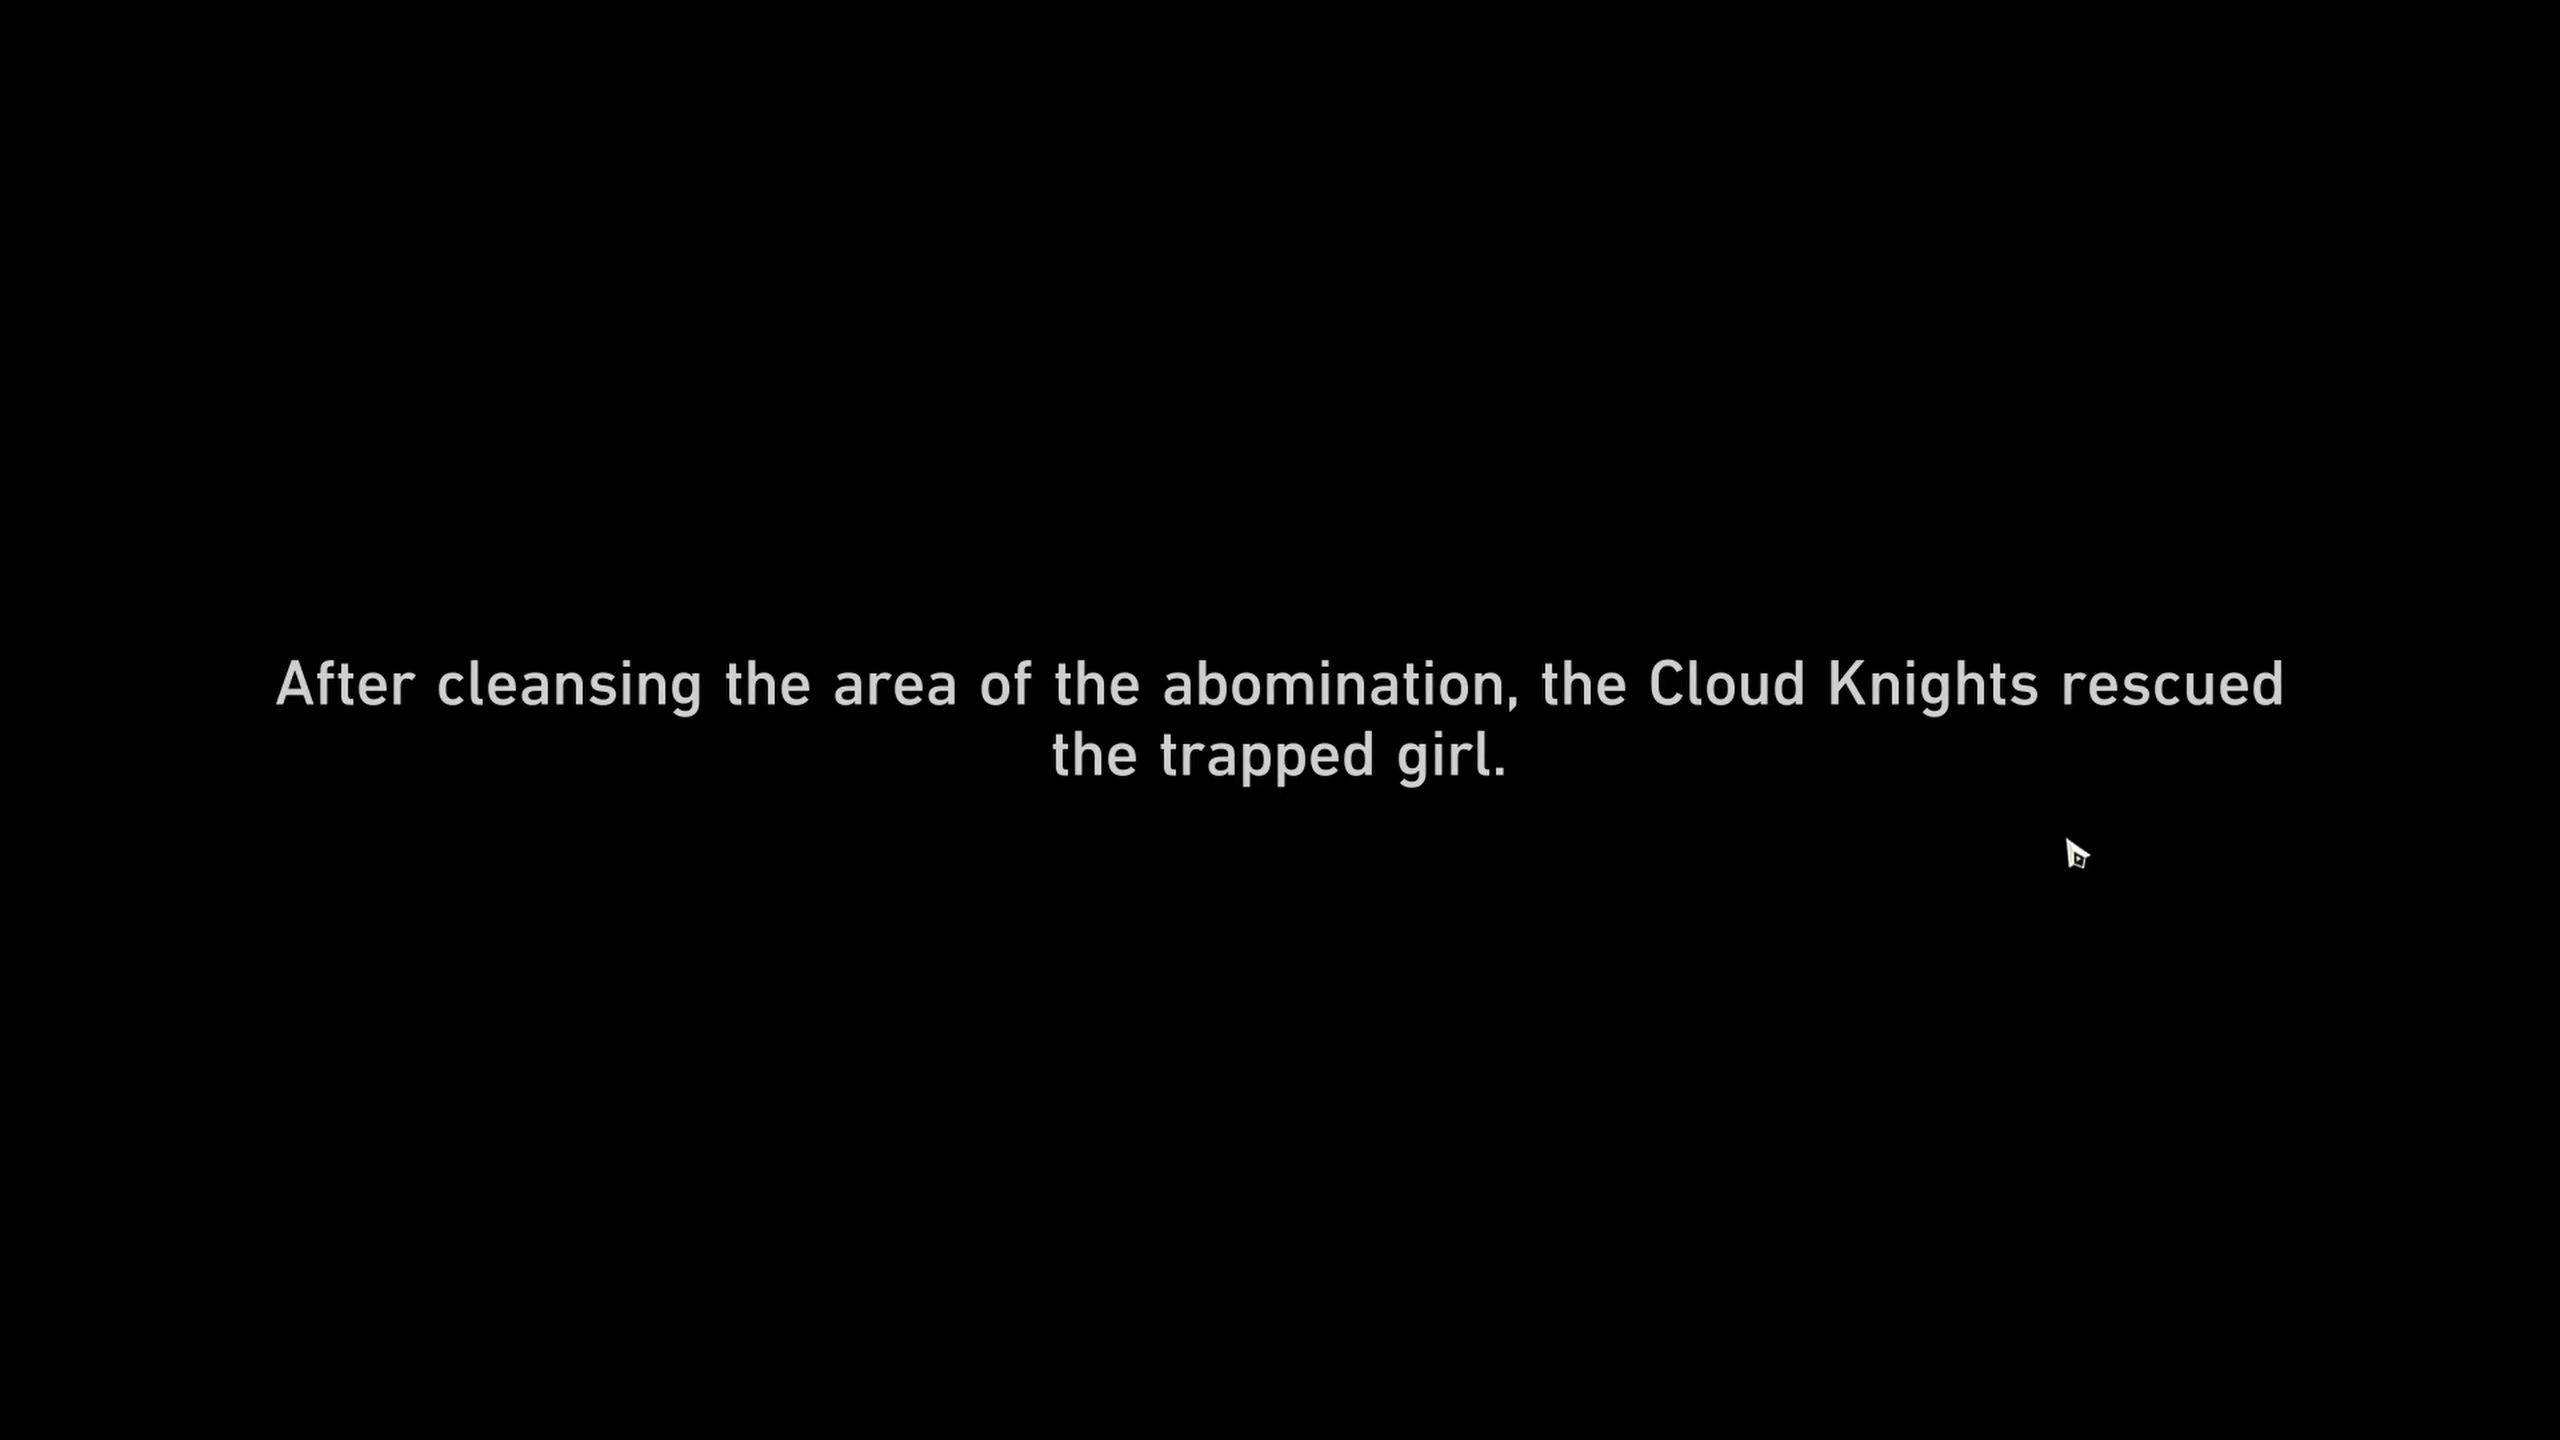 After cleansing the area of the abomination, the Cloud Knights rescued
the trapped girl.